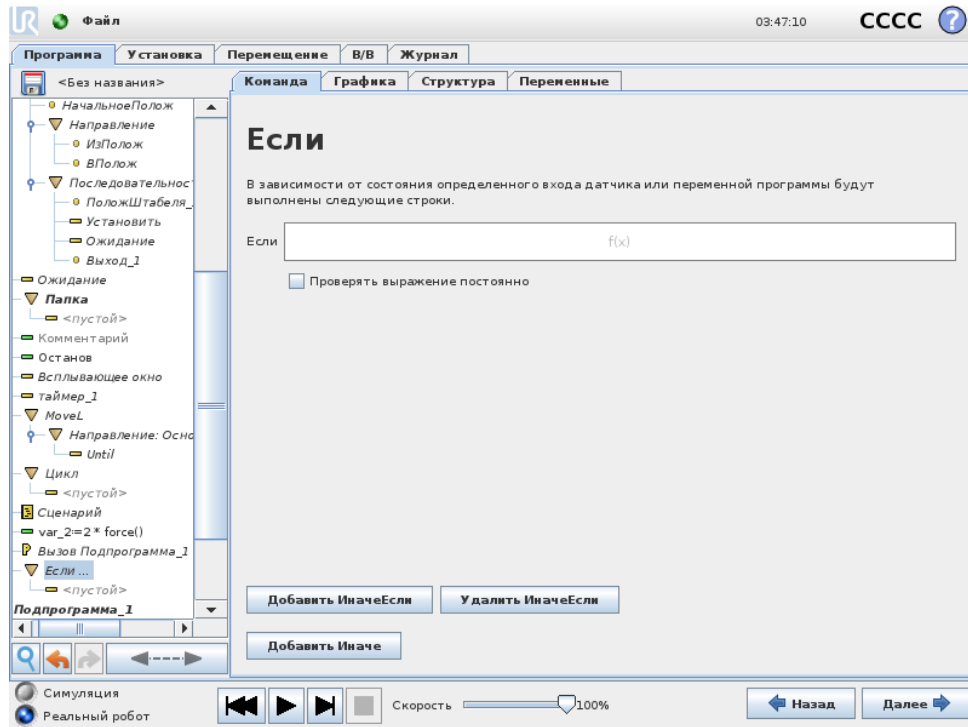 Файл
03:47:10
CCCC
?
Программа Установка Перемещение В/В Журнал
<Без названия>
Команда Графика Структура Переменные
НачальноеПолож
Направление
ИзПолож
ВПолож
Последовательнос
ПоложШтабеля_
Установить
Ожидание
Выход_1
Ожидание
Папка
<пустой>
Комментарий
Останов
Всплывающее окно
таймер_1
MoveL
Направление: Осно
Until
Цикл
<пустой>
Сценарий
var_2:=2 * force()
Вызов Подпрограмма_1
Если ...
<пустой>
Подпрограмма_1
Если
В зависимости от состояния определенного входа датчика или переменной программы будут
выполнены следующие строки.
Если
f(x)
Проверять выражение постоянно
Добавить ИначеЕсли Удалить ИначеЕсли
Добавить Иначе
Симуляция
Реальный робот
Скорость 100%
Назад Далее